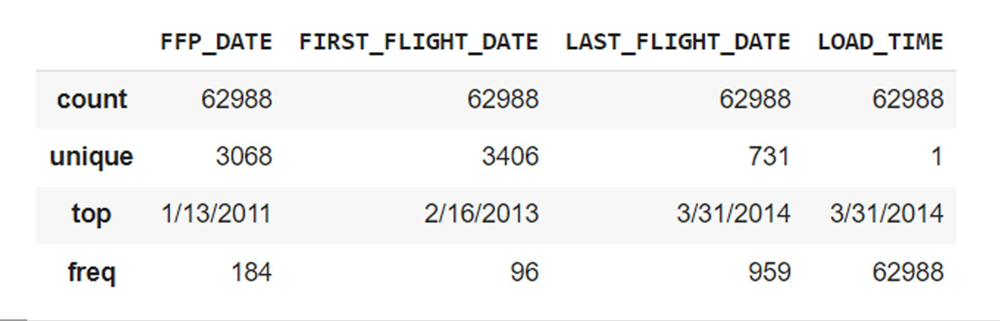 FFP_DATE FIRST_FLIGHT_DATE LAST_FLIGHT_DATE LOAD_TIME
count 62988 62988 62988 62988
unique 3068 3406 731 1
top 1/13/2011 2/16/2013 3/31/2014 3/31/2014
freq 184 96 959 62988